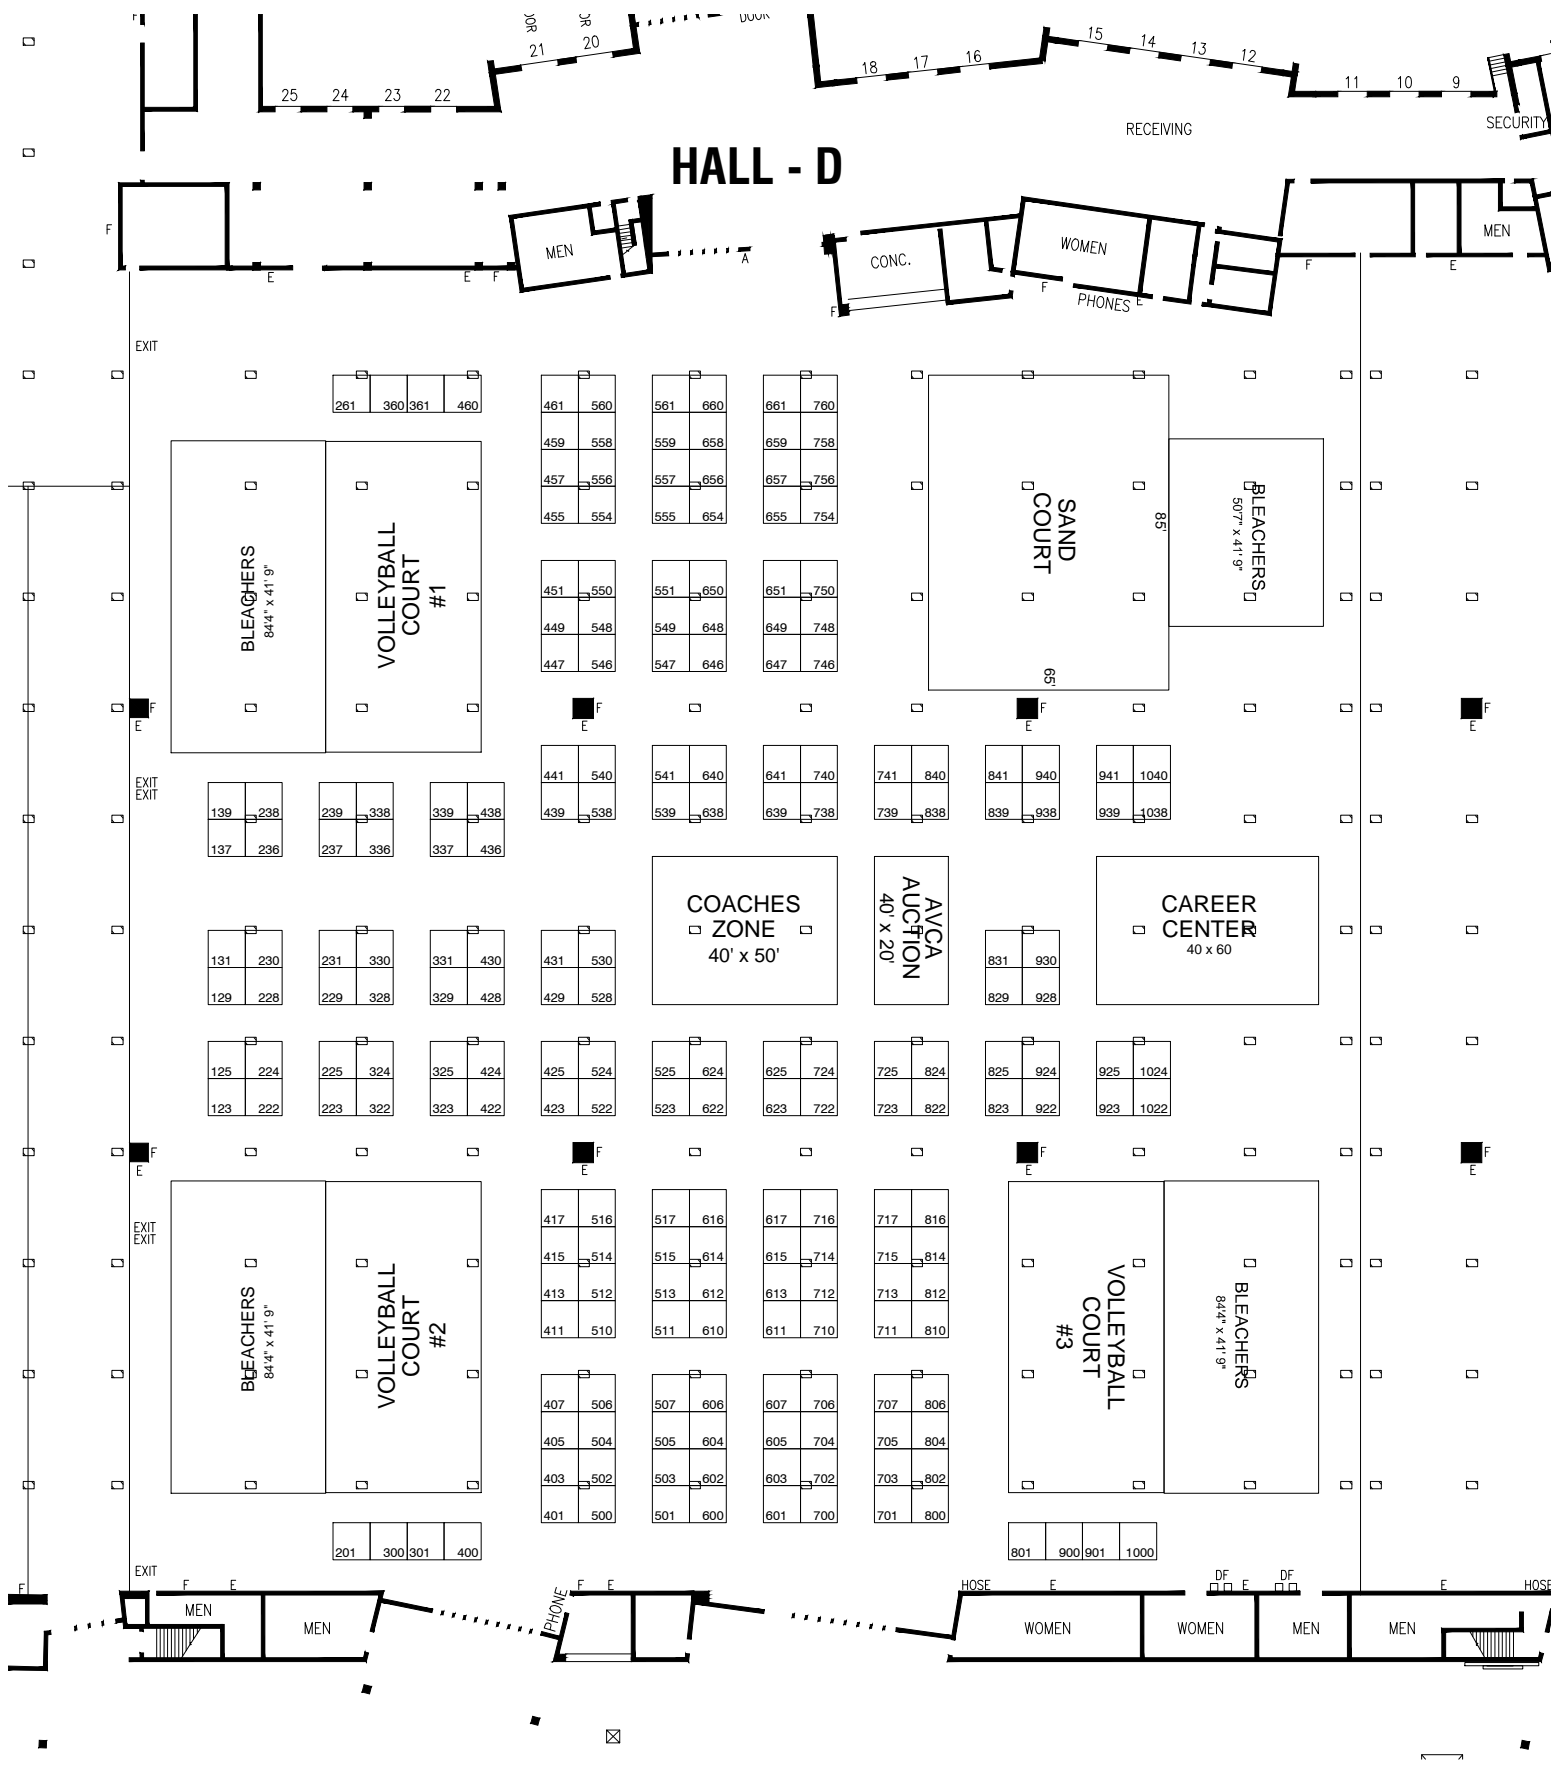 F
DOOR
21 20
18 17 16
15 14 13 12
11 10 9
25 24 23 22
RECEIVING
SECURITY
HALL - D
F
MEN
CONC.
WOMEN
MEN
E
E F
A
F
PHONES
E
F
F
E
EXIT
261 360 361 460
461 560 561 660 661 760
459 558 559 658 659 758
457 556 557 656 657 756
455 554 555 654 655 754
BLEACHERS
84'4" x 41' 9"
VOLLEYBALL
COURT
#1
SAND
COURT
85'
65'
BLEACHERS
50'7" x 41' 9"
451 550 551 650 651 750
449 548 549 648 649 748
447 546 547 646 647 746
F F F F
E E E E
EXIT
EXIT
441 540 541 640 641 740 741 840 841 940 941 1040
439 538 539 638 639 738 739 838 839 938 939 1038
139 238 239 338 339 438
137 236 237 336 337 436
COACHES
ZONE
40' x 50'
AVCA
AUCTION
40' x 20'
CAREER
CENTER
40 x 60
131 230 231 330 331 430 431 530 831 930
129 228 229 328 329 428 429 528 829 928
125 224 225 324 325 424 425 524 525 624 625 724 725 824 825 924 925 1024
123 222 223 322 323 422 423 522 523 622 623 722 723 822 823 922 923 1022
F F F F
E E E E
EXIT
EXIT
417 516 517 616 617 716 717 816
415 514 515 614 615 714 715 814
413 512 513 612 613 712 713 812
411 510 511 610 611 710 711 810
BLEACHERS
84'4" x 41' 9"
VOLLEYBALL
COURT
#2
VOLLEYBALL
COURT
#3
BLEACHERS
84'4" x 41' 9"
407 506 507 606 607 706 707 806
405 504 505 604 605 704 705 804
403 502 503 602 603 702 703 802
401 500 501 600 601 700 701 800
201 300 301 400 801 900 901 1000
EXIT
F F E
PHONE
F E
HOSE E
DF E DF
E HOSE
MEN
MEN
WOMEN
WOMEN
MEN
MEN